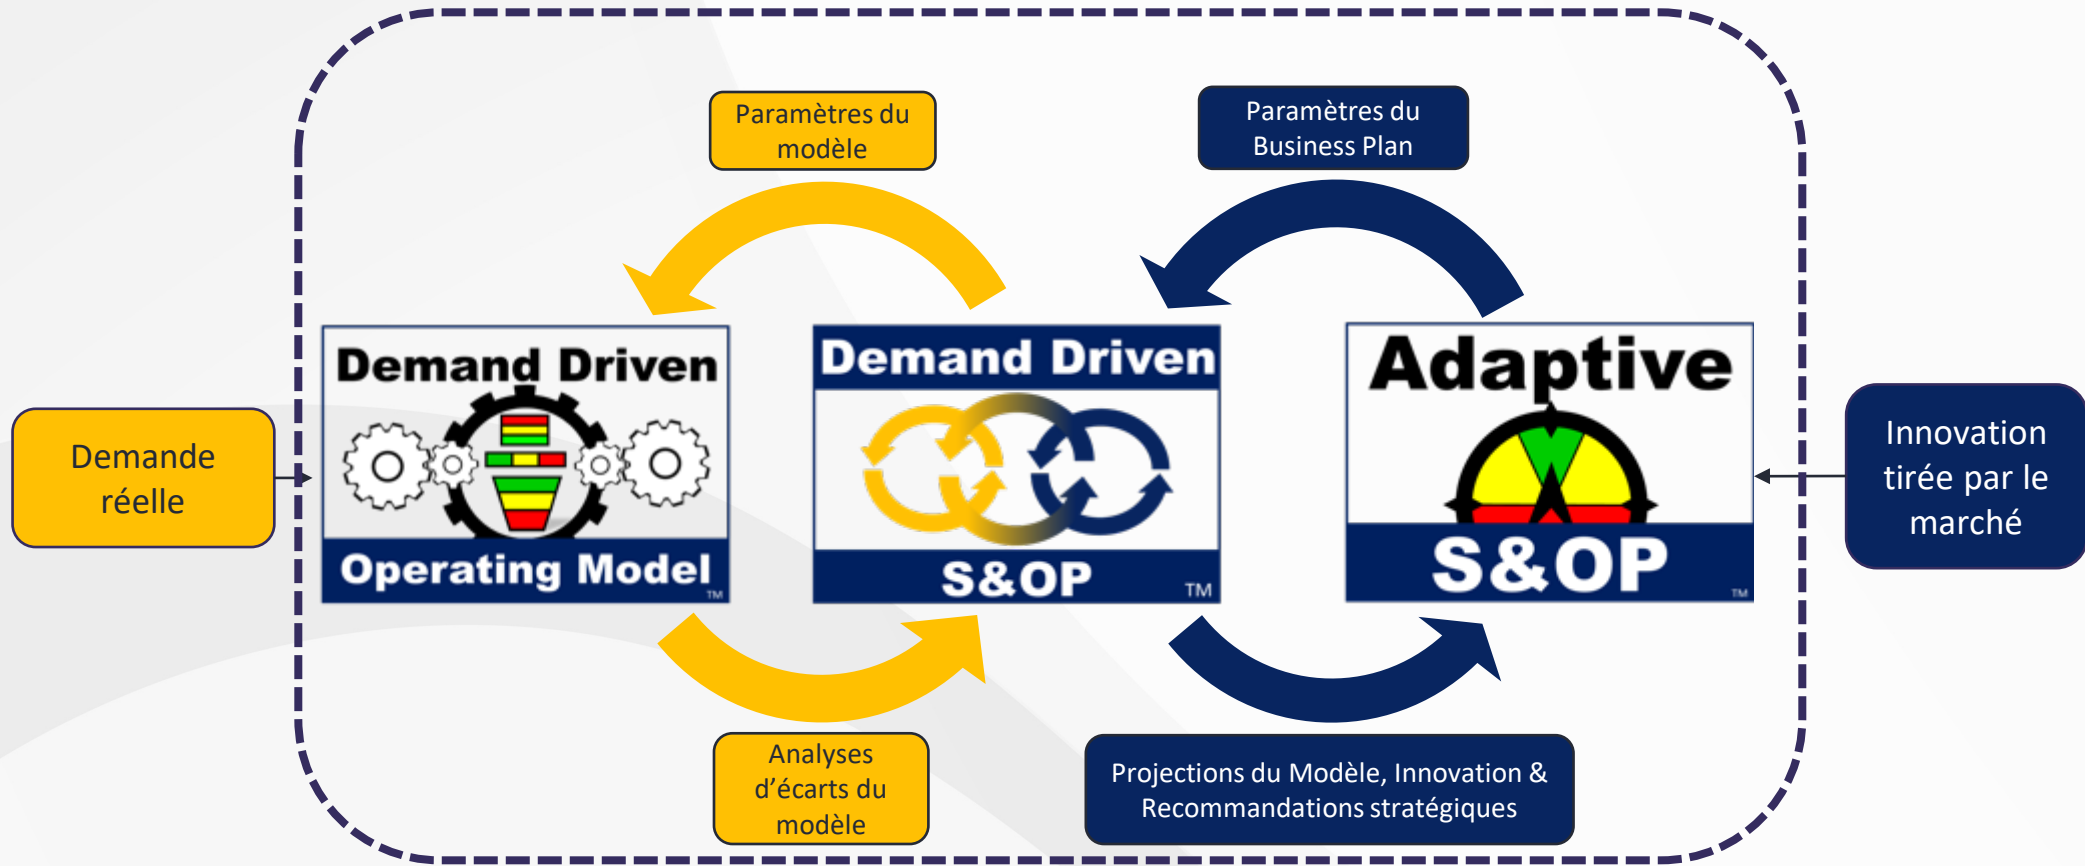 Paramètres du
modèle
Paramètres du
Business Plan
Demand Driven
Operating Model
TM
Demand Driven
S&OP
TM
Adaptive
S&OP
TM
Demande
réelle
Innovation
tirée par le
marché
Analyses
d’écarts du
modèle
Projections du Modèle, Innovation &
Recommandations stratégiques